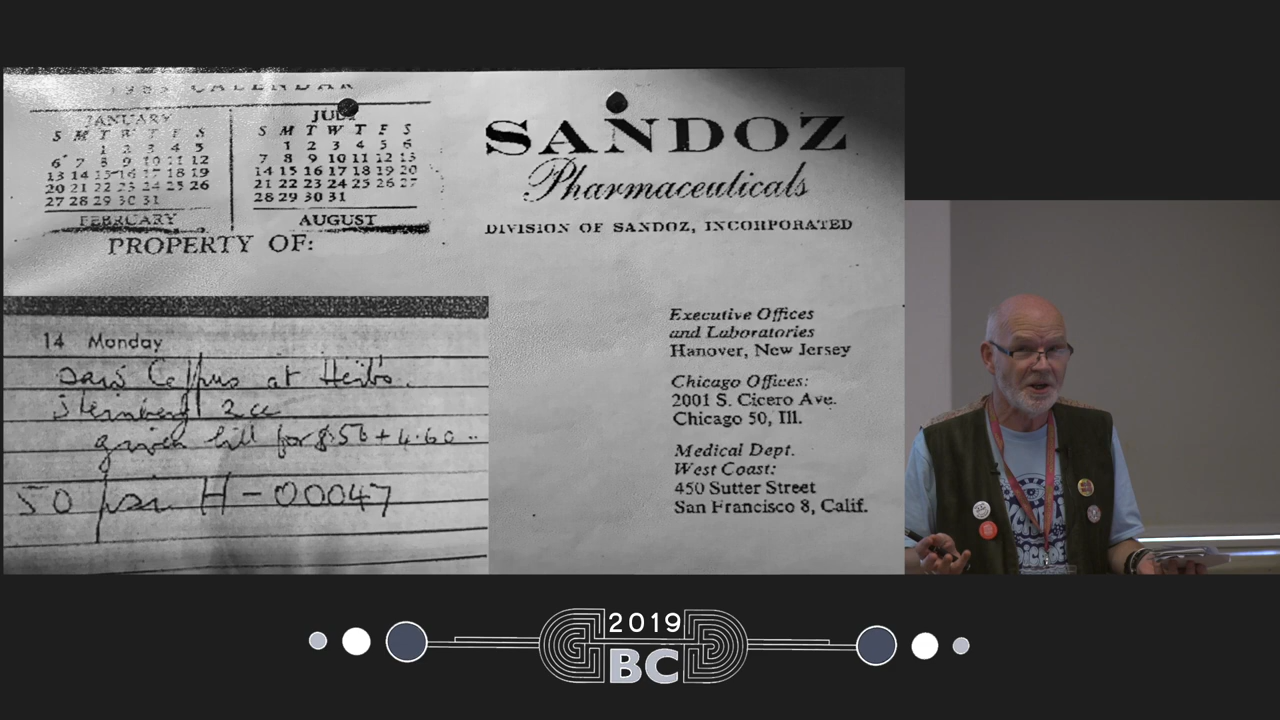 CALENDAR
JANUARY
S M T W T F S
1 2 3 4 5
6 7 8 9 10 11 12
13 14 15 16 17 18 19
20 21 22 23 24 25 26
27 28 29 30 31
FEBRUARY
JULY
S M T W T F S
1 2 3 4 5 6
7 8 9 10 11 12 13
14 15 16 17 18 19 20
21 22 23 24 25 26 27
28 29 30 31
AUGUST
PROPERTY OF:
SANDOZ
Pharmaceuticals
DIVISION OF SANDOZ, INCORPORATED
Executive Offices
and Laboratories
Hanover, New Jersey
Chicago Offices:
2001 S. Cicero Ave.
Chicago 50, Ill.
Medical Dept.
West Coast:
450 Sutter Street
San Francisco 8, Calif.
14 Monday
saw at Herb's.
Steinberg 2cc
given bill for 8.50 + 4.60
50 H-00047
2019
BC